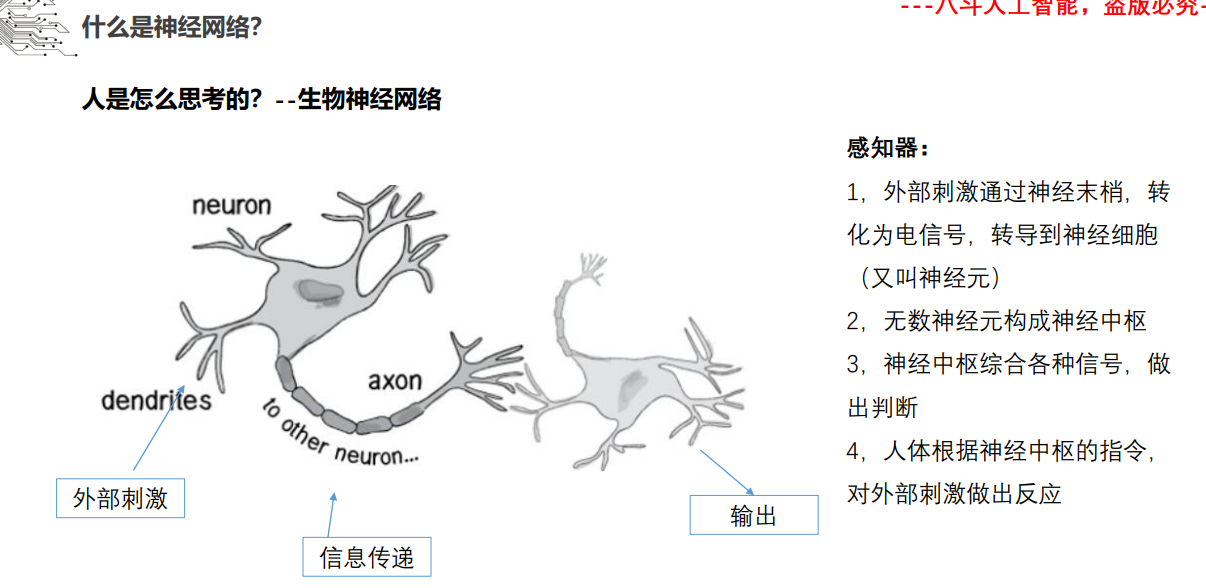 ---八斗人工智能，盗版必究-
什么是神经网络？
人是怎么思考的？--生物神经网络
neuron
dendrites
axon
to other neuron...
外部刺激
信息传递
输出
感知器：
1，外部刺激通过神经末梢，转
化为电信号，转导到神经细胞
（又叫神经元）
2，无数神经元构成神经中枢
3，神经中枢综合各种信号，做
出判断
4，人体根据神经中枢的指令，
对外部刺激做出反应